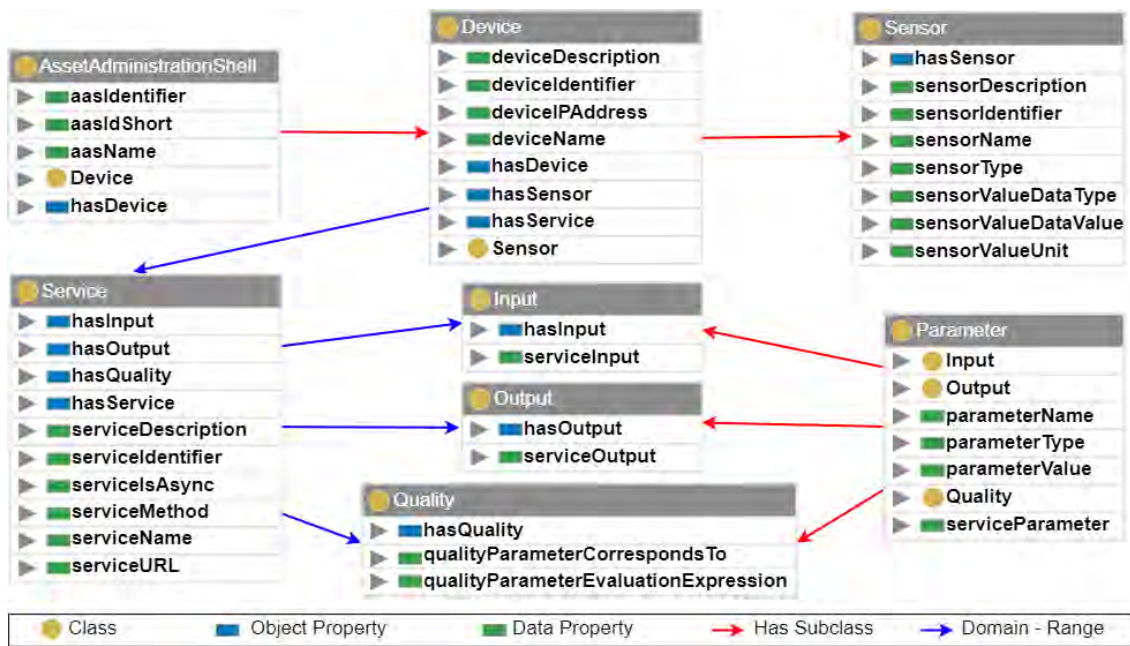 AssetAdministrationShell
aasIdentifier
aasIdShort
aasName
Device
hasDevice
Device
deviceDescription
deviceIdentifier
deviceIPAddress
deviceName
hasDevice
hasSensor
hasService
Sensor
Sensor
hasSensor
sensorDescription
sensorIdentifier
sensorName
sensorType
sensorValueDataType
sensorValueDataValue
sensorValueUnit
Service
hasInput
hasOutput
hasQuality
hasService
serviceDescription
serviceIdentifier
serviceIsAsync
serviceMethod
serviceName
serviceURL
Input
hasInput
serviceInput
Output
hasOutput
serviceOutput
Quality
hasQuality
qualityParameterCorrespondsTo
qualityParameterEvaluationExpression
Parameter
Input
Output
parameterName
parameterType
parameterValue
Quality
serviceParameter
Class Object Property Data Property Has Subclass Domain - Range